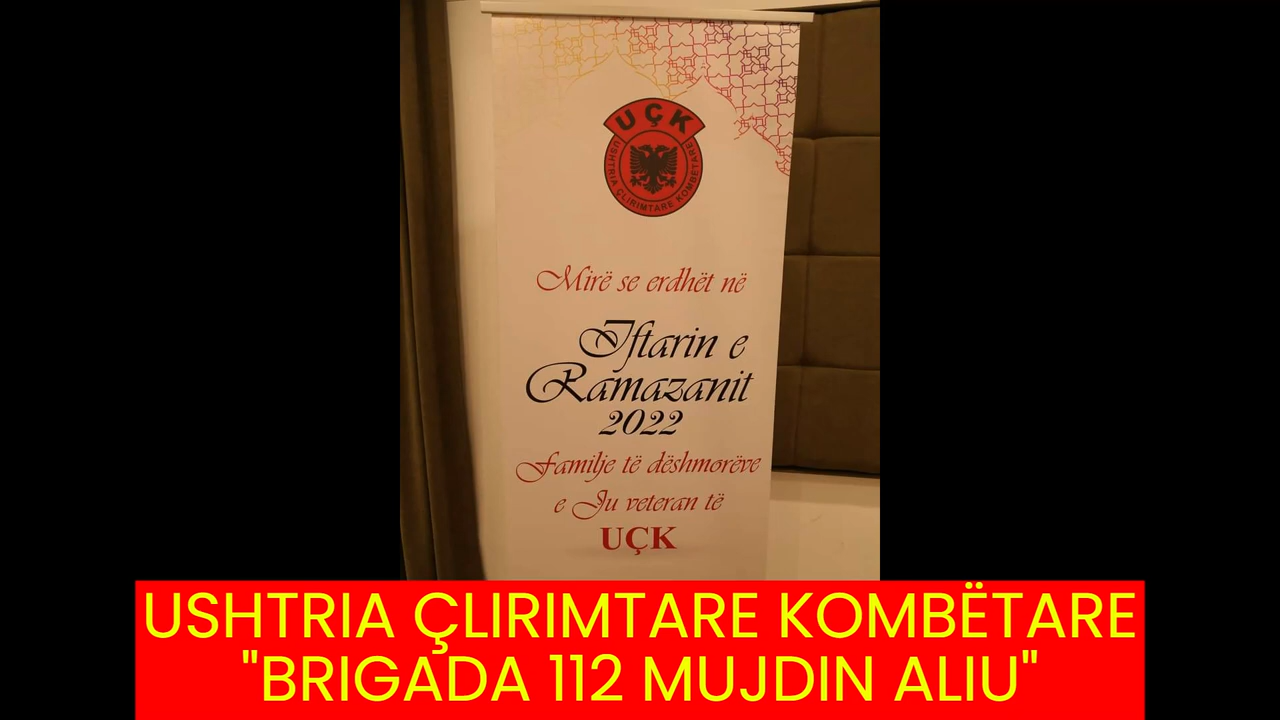 UÇK
USHTRIA ÇLIRIMTARE KOMBËTARE
Mirë se erdhët në
Iftarin e
Ramazanit
2022
Familje të dëshmorëve
e Ju veteran të
UÇK
USHTRIA ÇLIRIMTARE KOMBËTARE
"BRIGADA 112 MUJDIN ALIU"